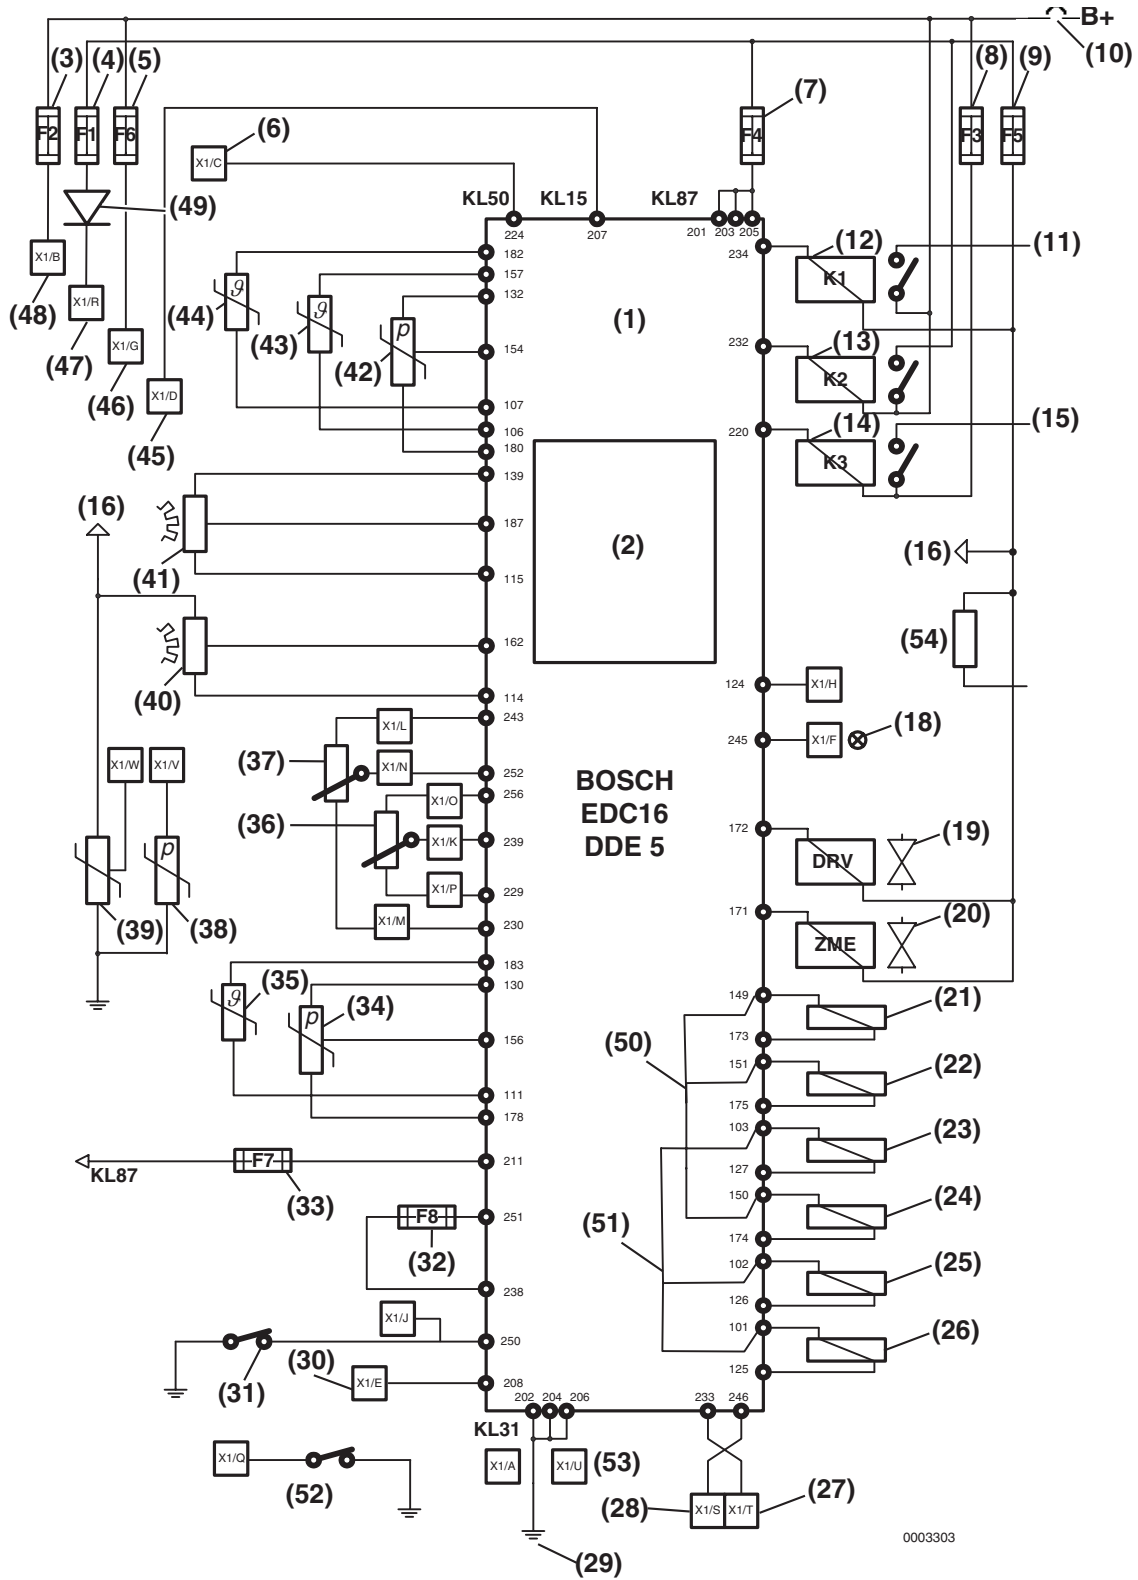 B+
(3) (4) (5)
(8) (9) (10)
(7)
F2 F1 F6 F4 F3 F5
(6)
X1/C
(49)
KL50 KL15 KL87
224 207 201 203 205
X1/B
(48)
X1/R
(47)
X1/G
(46)
X1/D
(45)
182
157
132
154
107
106
180
139
187
115
162
114
243
252
256
239
229
230
183
130
156
111
178
211
251
238
250
208
ϑ
(44)
ϑ
(43)
p
(42)
(1)
(2)
234
(12)
K1
(11)
232
(13)
K2
220
(14)
K3
(15)
(16)
(41)
(40)
(16)
(54)
124
X1/H
245
X1/F
(18)
X1/L
(37)
X1/N
X1/O
(36)
X1/K
X1/P
X1/M
X1/W X1/V
p
(39) (38)
BOSCH
EDC16
DDE 5
172
DRV
(19)
171
ZME
(20)
ϑ
(35)
p
(34)
149
(21)
173
(50)
151
(22)
175
103
(23)
127
150
(24)
174
(51)
102
(25)
126
101
(26)
125
KL87
F7
(33)
F8
(32)
X1/J
(31)
(30)
X1/E
202 204 206
233 246
KL31
X1/Q
(52)
X1/A
X1/U
(53)
(28)
X1/S X1/T
(27)
(29)
0003303